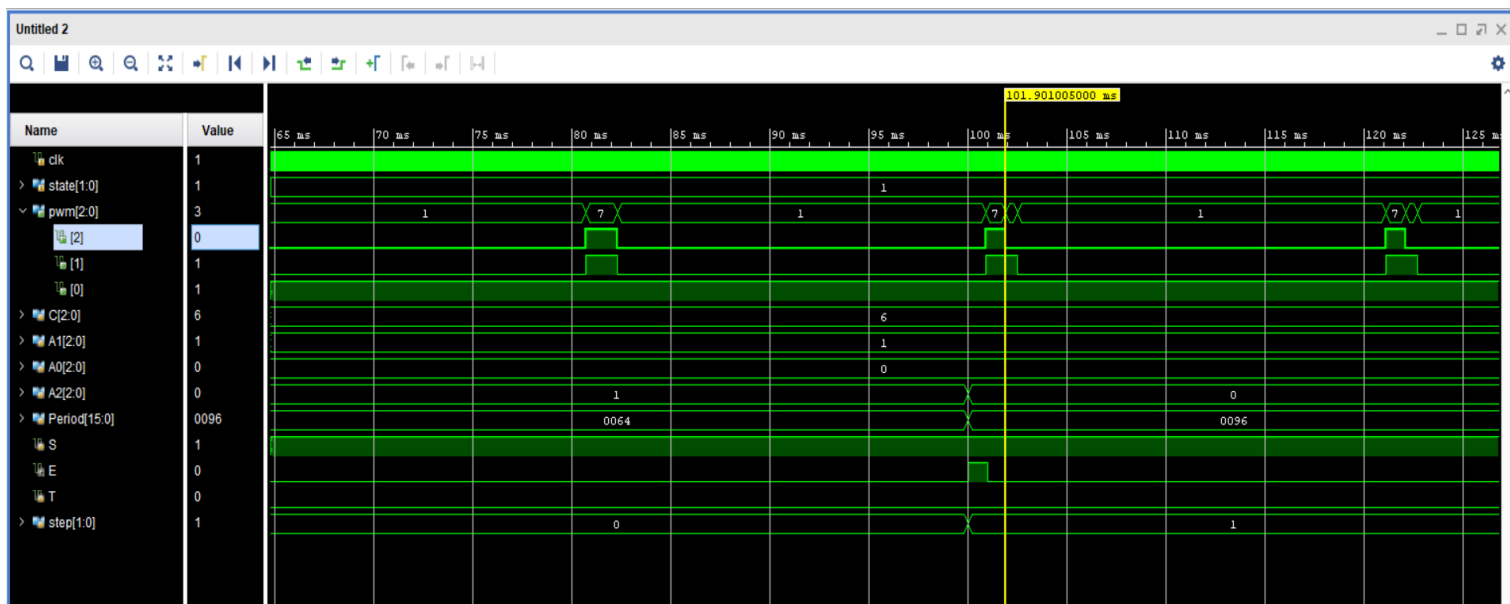 Untitled 2
101.901005000 ms
Name Value
65 ms 70 ms 75 ms 80 ms 85 ms 90 ms 95 ms 100 ms 105 ms 110 ms 115 ms 120 ms 125 m
clk 1
state[1:0] 1 1
pwm[2:0] 3 1 7 1 7 1 7 1
[2] 0
[1] 1
[0] 1
C[2:0] 6 6
A1[2:0] 1 1
A0[2:0] 0 0
A2[2:0] 0 1 0
Period[15:0] 0096 0064 0096
S 1
E 0
T 0
step[1:0] 1 0 1